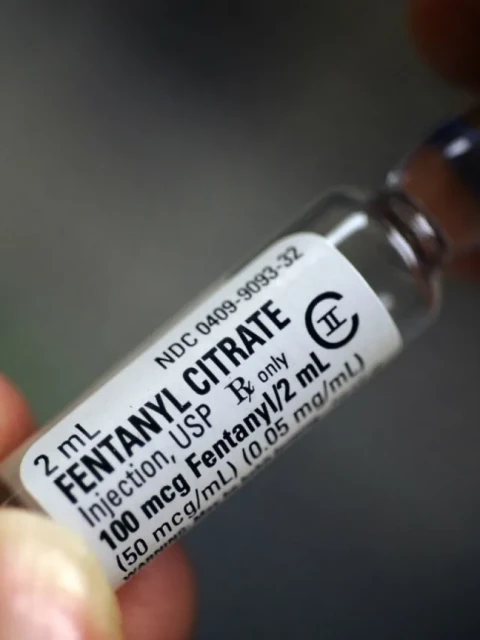 NDC 0409-9093-32
2 mL
FENTANYL CITRATE
Injection, USP
℞ only
CII
100 mcg Fentanyl/2 mL
(50 mcg/mL) (0.05 mg/mL)